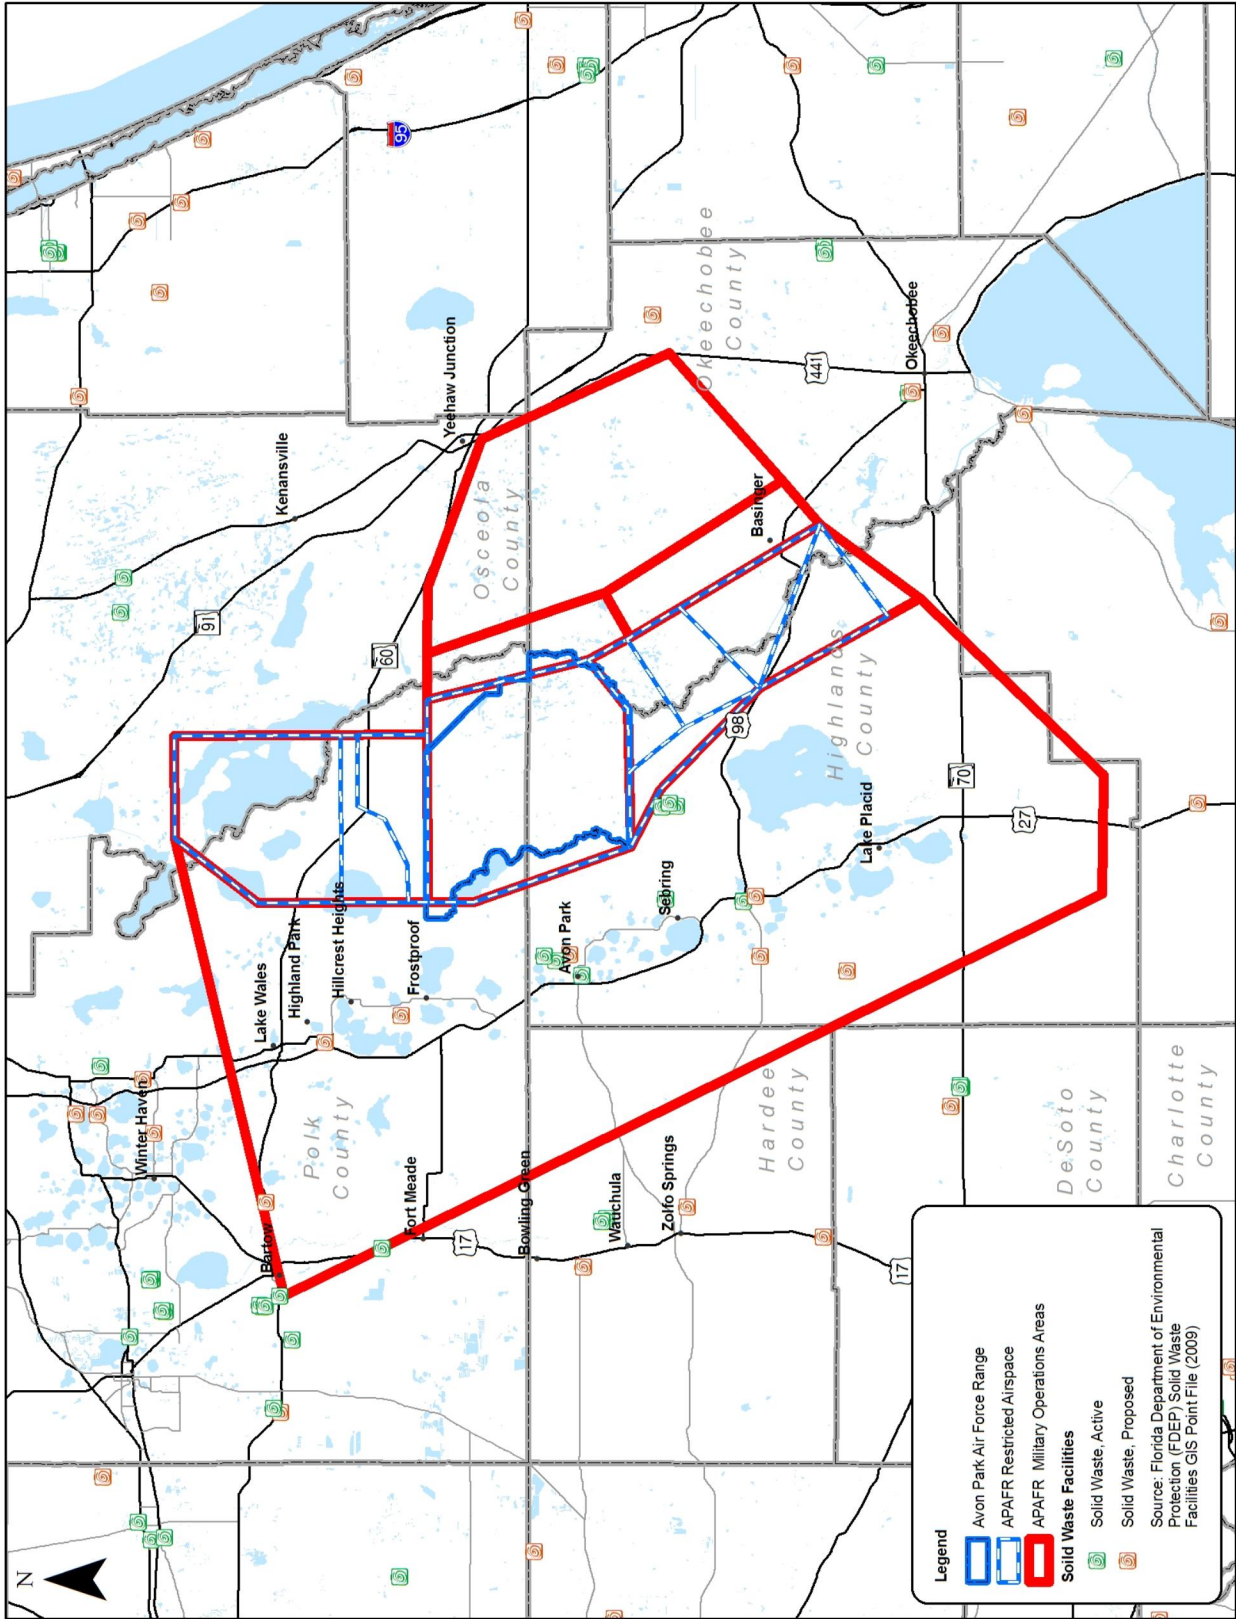 N
Winter Haven
Kenansville
91
95
Lake Wales
Highland Park
Hillcrest Heights
Frostproof
Bartow
Polk
County
60
Osceola
County
Yeehaw Junction
Fort Meade
17
Bowling Green
Avon Park
Sebring
Wauchula
Zolfo Springs
Hardee
County
98
Highlands
County
Basinger
Okeechobee
County
441
Okeechobee
Lake Placid
70
27
17
DeSoto
County
Charlotte
County
Legend
Avon Park Air Force Range
APAFR Restricted Airspace
APAFR Military Operations Areas
Soild Waste Facilities
Solid Waste, Active
Solid Waste, Proposed
Source: Florida Department of Environmental
Protection (FDEP) Solid Waste
Facilities GIS Point File (2009)